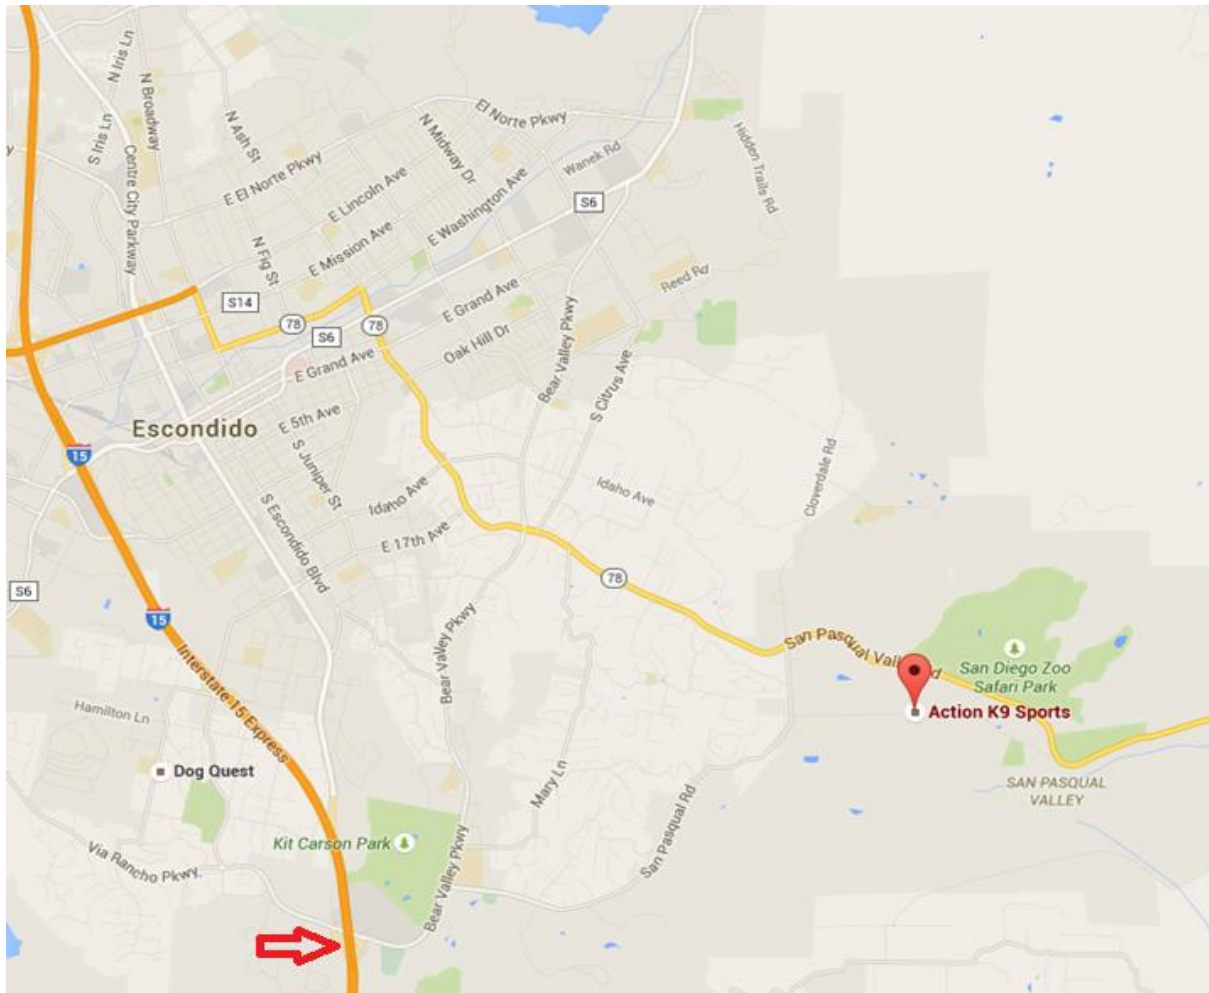 N Iris Ln
S Iris Ln
N Broadway
Centre City Parkway
N Ash St
N Midway Dr
El Norte Pkwy
E El Norte Pkwy
Wanek Rd
Hidden Trails Rd
E Lincoln Ave
E Washington Ave
E Mission Ave
N Fig St
S6
Reed Rd
S14
78
S6
78
E Grand Ave
Oak Hill Dr
E Grand Ave
Bear Valley Pkwy
S Citrus Ave
E 5th Ave
Escondido
15
S Juniper St
Idaho Ave
Idaho Ave
Cloverdale Rd
S Escondido Blvd
E 17th Ave
78
S6
15
Interstate 15 Express
Bear Valley Pkwy
San Pasqual Valley Rd
San Diego Zoo
Safari Park
Action K9 Sports
Hamilton Ln
Dog Quest
Mary Ln
SAN PASQUAL
VALLEY
San Pasqual Rd
Kit Carson Park
Via Rancho Pkwy
Bear Valley Pkwy